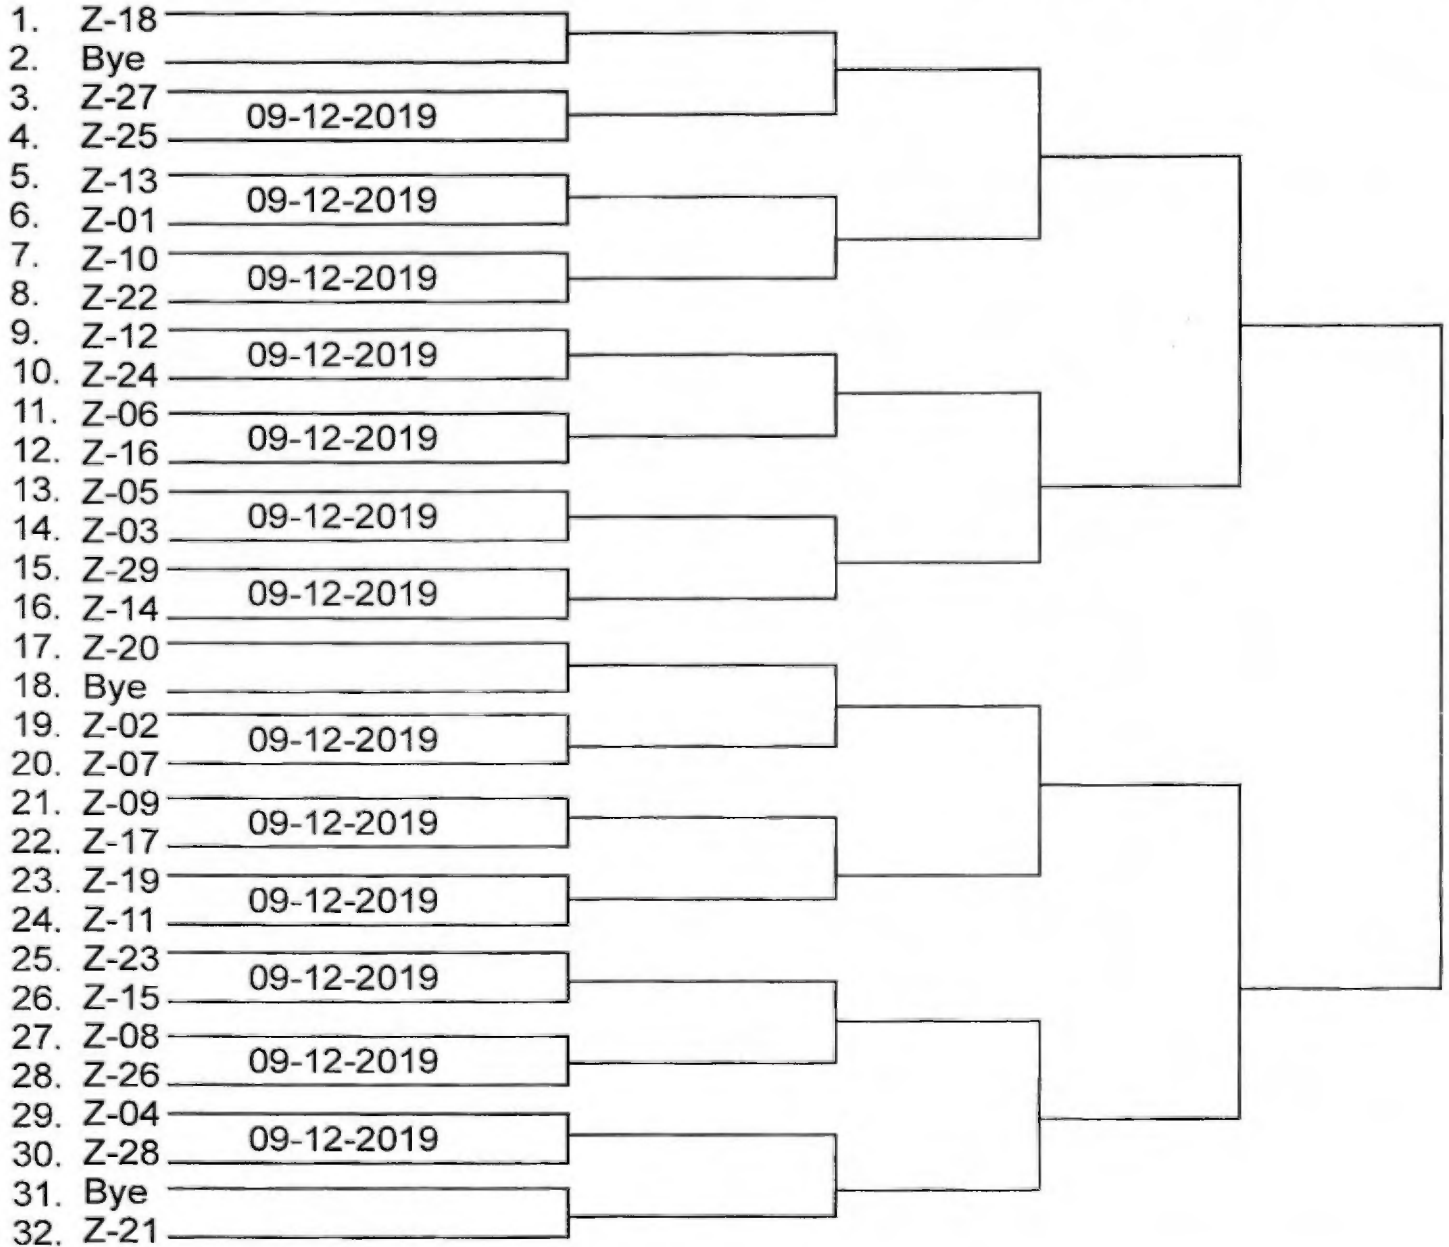 1. Z-18
2. Bye
3. Z-27
09-12-2019
4. Z-25
5. Z-13
09-12-2019
6. Z-01
7. Z-10
09-12-2019
8. Z-22
9. Z-12
09-12-2019
10. Z-24
11. Z-06
09-12-2019
12. Z-16
13. Z-05
09-12-2019
14. Z-03
15. Z-29
09-12-2019
16. Z-14
17. Z-20
18. Bye
19. Z-02
09-12-2019
20. Z-07
21. Z-09
09-12-2019
22. Z-17
23. Z-19
09-12-2019
24. Z-11
25. Z-23
09-12-2019
26. Z-15
27. Z-08
09-12-2019
28. Z-26
29. Z-04
09-12-2019
30. Z-28
31. Bye
32. Z-21